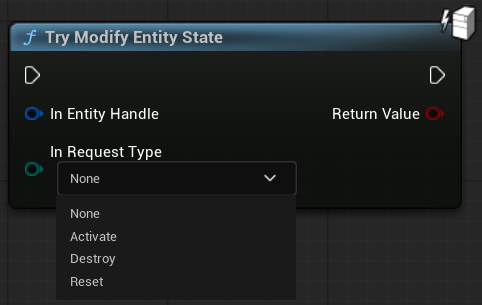 f Try Modify Entity State
In Entity Handle
Return Value
In Request Type
None
None
Activate
Destroy
Reset